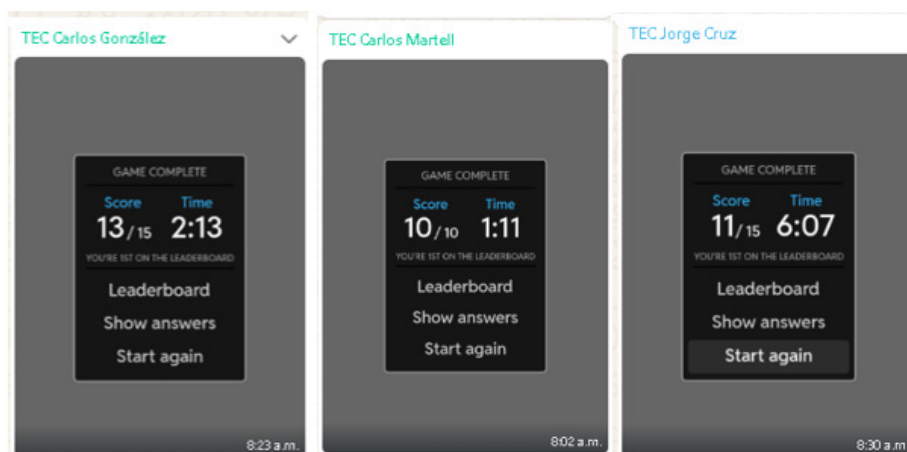 TEC Carlos González
GAME COMPLETE
Score Time
13/15 2:13
YOU'RE 1ST ON THE LEADERBOARD
Leaderboard
Show answers
Start again
8:23 a.m.
TEC Carlos Martell
GAME COMPLETE
Score Time
10/10 1:11
YOU'RE 1ST ON THE LEADERBOARD
Leaderboard
Show answers
Start again
8:02 a.m.
TEC Jorge Cruz
GAME COMPLETE
Score Time
11/15 6:07
YOU'RE 1ST ON THE LEADERBOARD
Leaderboard
Show answers
Start again
8:30 a.m.